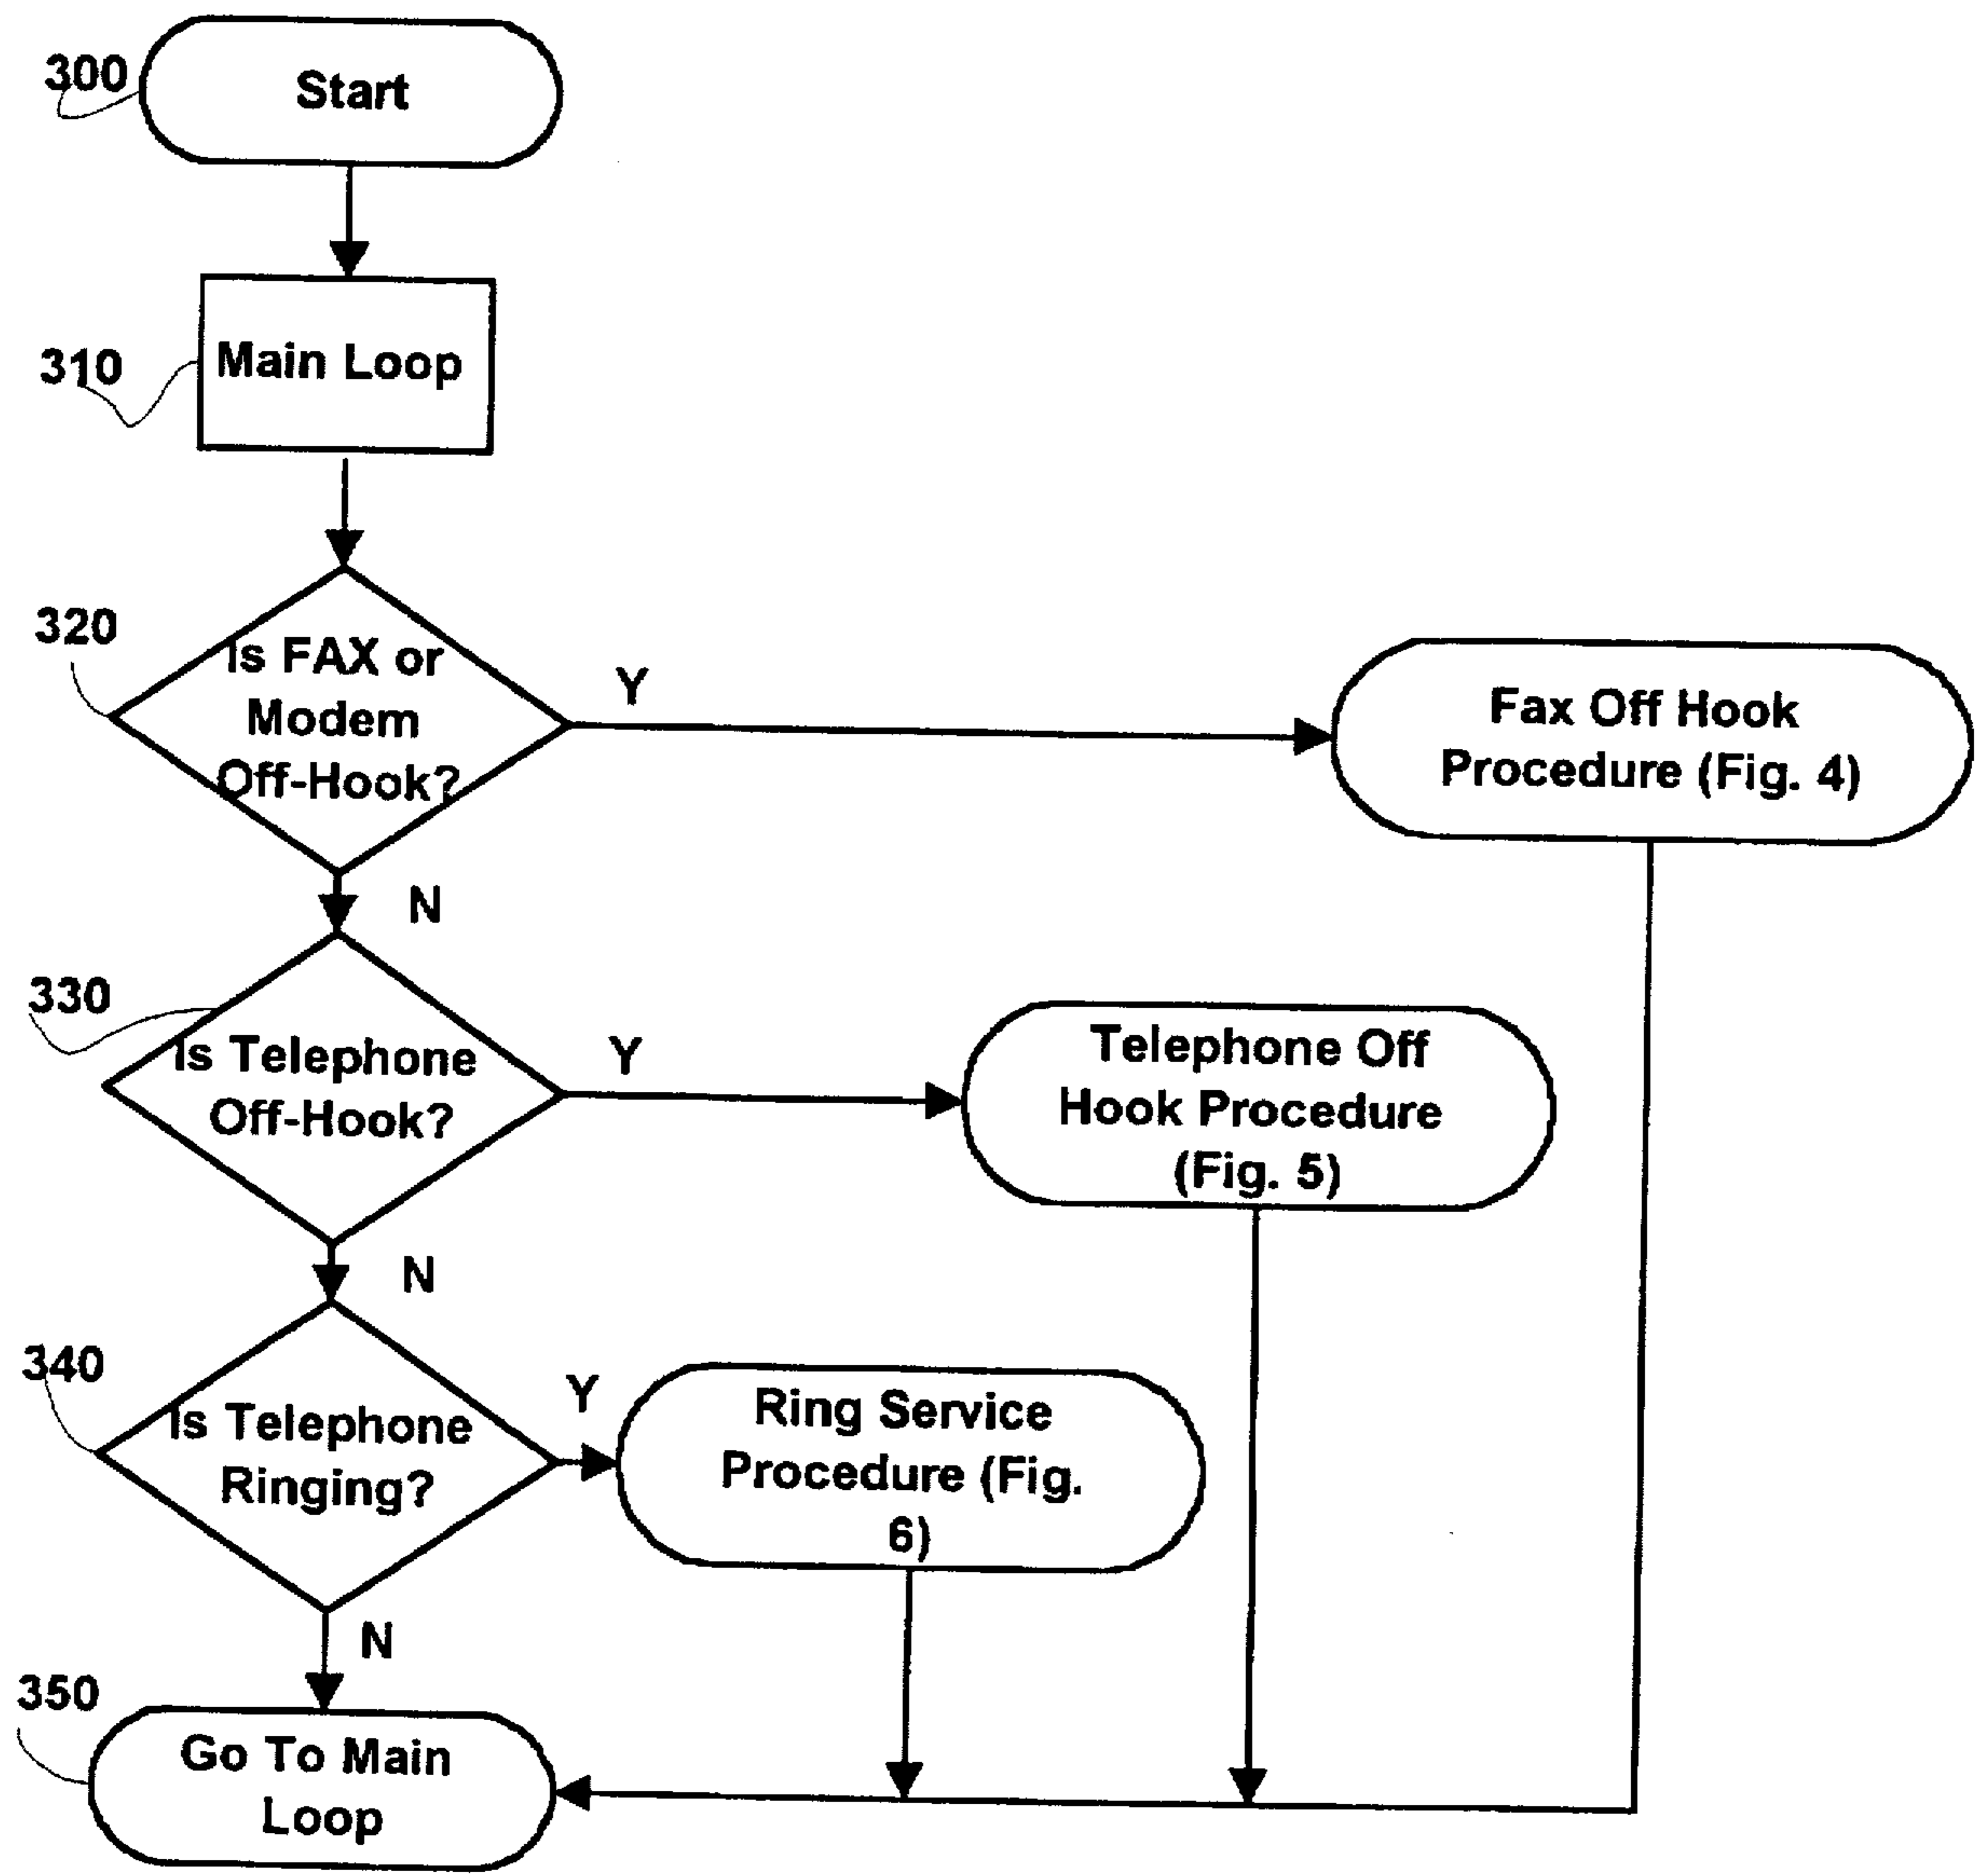 300
Start
310
Main Loop
320
Is FAX or
Modem
Off-Hook?
Y
Fax Off Hook
Procedure (Fig. 4)
N
330
Is Telephone
Off-Hook?
Y
Telephone Off
Hook Procedure
(Fig. 5)
N
340
Is Telephone
Ringing?
Y
Ring Service
Procedure (Fig.
6)
N
350
Go To Main
Loop